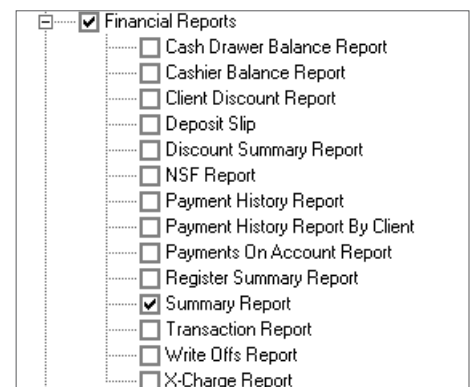 Financial Reports
Cash Drawer Balance Report
Cashier Balance Report
Client Discount Report
Deposit Slip
Discount Summary Report
NSF Report
Payment History Report
Payment History Report By Client
Payments On Account Report
Register Summary Report
Summary Report
Transaction Report
Write Offs Report
X-Charge Report